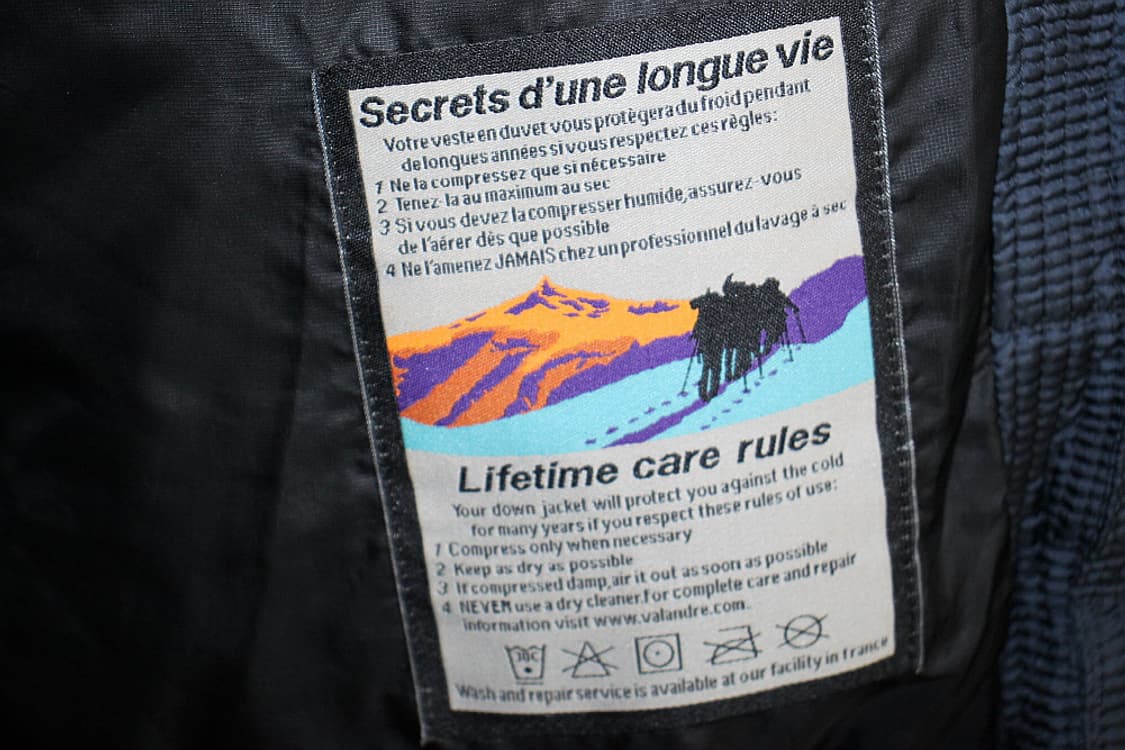 Secrets d'une longue vie
Votre veste en duvet vous protègera du froid pendant
de longues années si vous respectez ces règles:
1 Ne la compressez que si nécessaire
2 Tenez-la au maximum au sec
3 Si vous devez la compresser humide, assurez-vous
de l'aérer dès que possible
4 Ne l'amenez JAMAIS chez un professionnel du lavage à sec
Lifetime care rules
Your down jacket will protect you against the cold
for many years if you respect these rules of use:
1 Compress only when necessary
2 Keep as dry as possible
3 If compressed damp, air it out as soon as possible
4 NEVER use a dry cleaner. For complete care and repair
information visit www.valandre.com.
30C
Wash and repair service is available at our facility in france